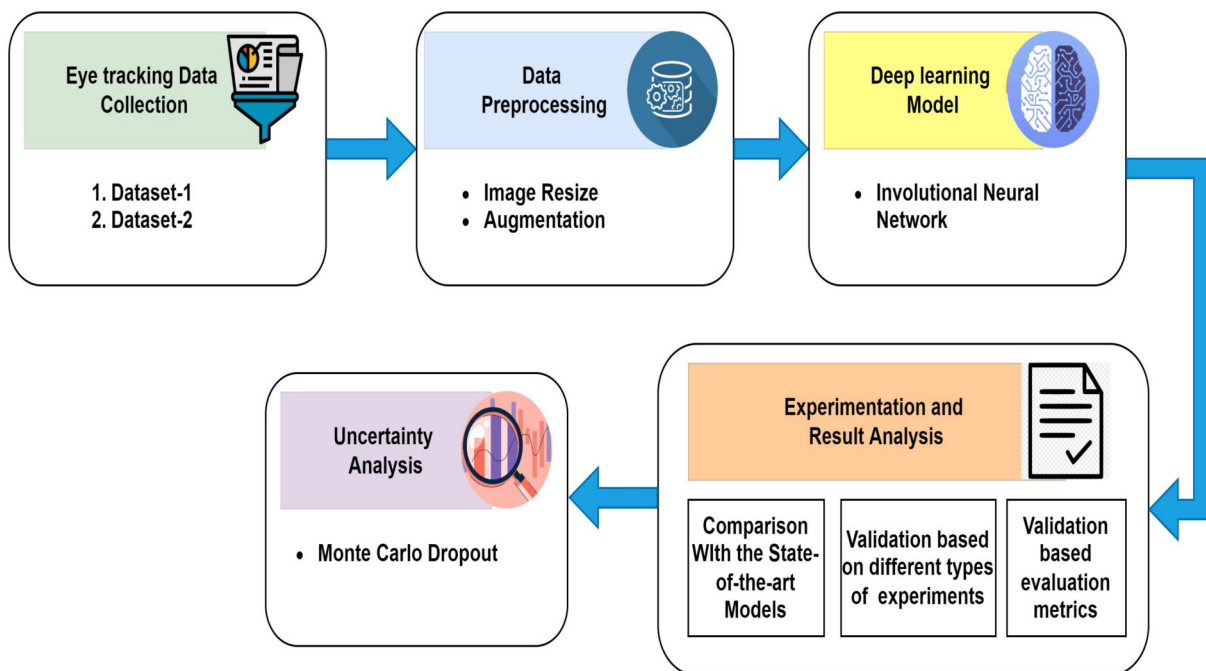 Eye tracking Data
Collection
1. Dataset-1
2. Dataset-2
Data
Preprocessing
• Image Resize
• Augmentation
Deep learning
Model
• Involutional Neural
Network
Experimentation and
Result Analysis
Comparison
WIth the State-
of-the-art
Models
Validation based
on different types
of experiments
Validation
based
evaluation
metrics
Uncertainty
Analysis
• Monte Carlo Dropout